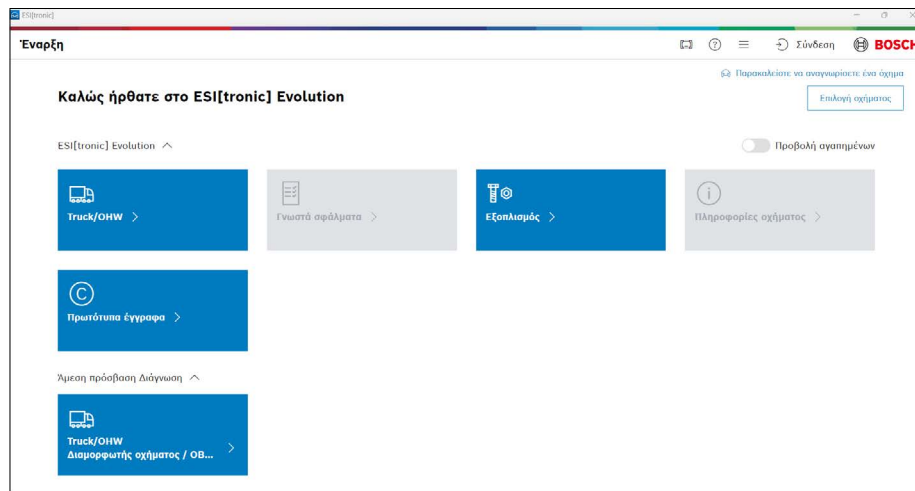 ESI[tronic]
Έναρξη
Σύνδεση
BOSCH
Παρακαλείστε να αναγνωρίσετε ένα όχημα
Καλώς ήρθατε στο ESI[tronic] Evolution
Επιλογή οχήματος
ESI[tronic] Evolution
Προβολή αγαπημένων
Truck/OHW
Γνωστά σφάλματα
Εξοπλισμός
Πληροφορίες οχήματος
Πρωτότυπα έγγραφα
Άμεση πρόσβαση Διάγνωση
Truck/OHW
Διαμορφωτής οχήματος / OB...